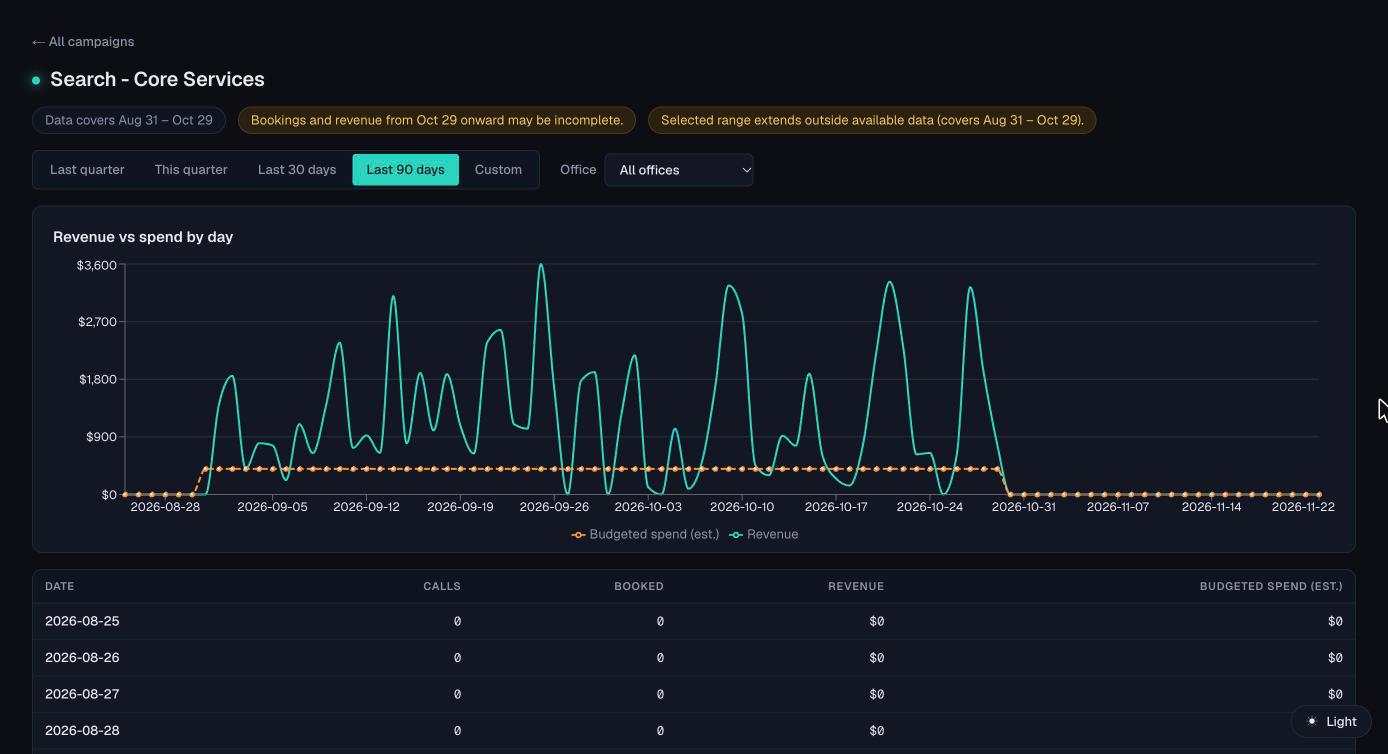 ← All campaigns
Search - Core Services
Data covers Aug 31 – Oct 29
Bookings and revenue from Oct 29 onward may be incomplete.
Selected range extends outside available data (covers Aug 31 – Oct 29).
Last quarter This quarter Last 30 days Last 90 days Custom Office All offices
Revenue vs spend by day
$3,600
$2,700
$1,800
$900
$0
2026-08-28 2026-09-05 2026-09-12 2026-09-19 2026-09-26 2026-10-03 2026-10-10 2026-10-17 2026-10-24 2026-10-31 2026-11-07 2026-11-14 2026-11-22
Budgeted spend (est.) Revenue
DATE CALLS BOOKED REVENUE BUDGETED SPEND (EST.)
2026-08-25 0 0 $0 $0
2026-08-26 0 0 $0 $0
2026-08-27 0 0 $0 $0
2026-08-28 0 0 $0
Light